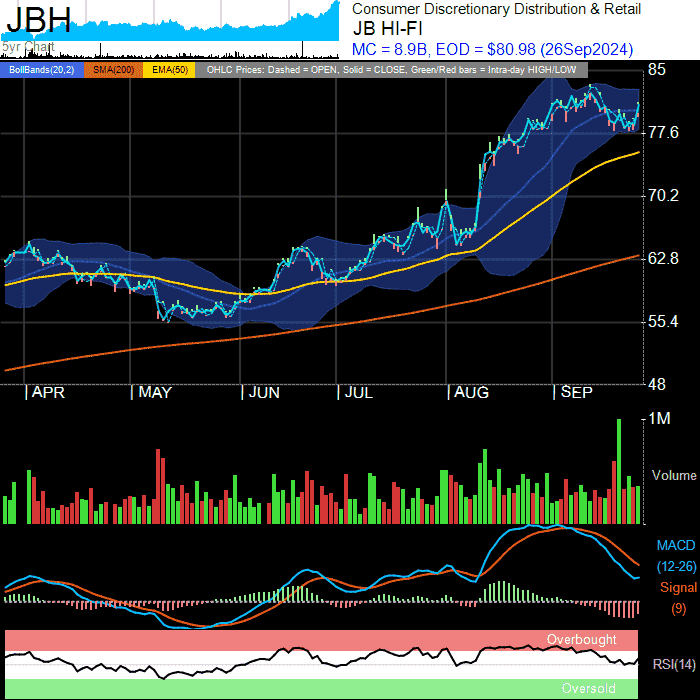 JBH
5yr Chart
Consumer Discretionary Distribution & Retail
JB HI-FI
MC = 8.9B, EOD = $80.98 (26Sep2024)
BollBands(20,2) SMA(200) EMA(50) OHLC Prices: Dashed = OPEN, Solid = CLOSE, Green/Red bars = Intra-day HIGH/LOW
85
77.6
70.2
62.8
55.4
48
APR MAY JUN JUL AUG SEP
1M
Volume
MACD
(12-26)
Signal
(9)
Overbought
RSI(14)
Oversold